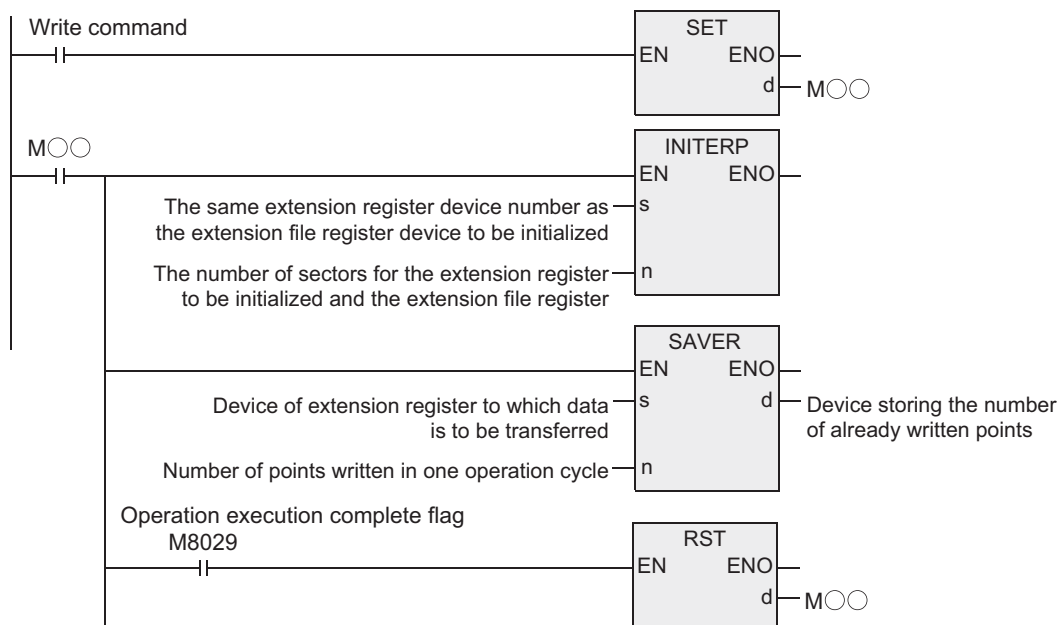 Write command
SET
EN ENO
d M○○
M○○
INITERP
EN ENO
The same extension register device number as s
the extension file register device to be initialized
The number of sectors for the extension register n
to be initialized and the extension file register
SAVER
EN ENO
Device of extension register to which data s d Device storing the number
is to be transferred of already written points
Number of points written in one operation cycle n
Operation execution complete flag
M8029
RST
EN ENO
d M○○